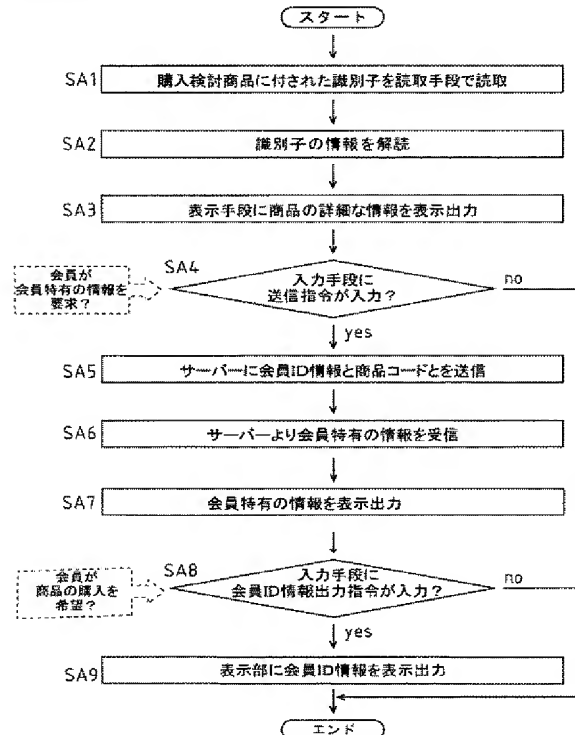 スタート
SA1 購入検討商品に付された識別子を読取手段で読取
SA2 識別子の情報を解読
SA3 表示手段に商品の詳細な情報を表示出力
会員が
会員特有の情報を
要求？
SA4
入力手段に
送信指令が入力？
no
yes
SA5 サーバーに会員ID情報と商品コードとを送信
SA6 サーバーより会員特有の情報を受信
SA7 会員特有の情報を表示出力
会員が
商品の購入を
希望？
SA8
入力手段に
会員ID情報出力指令が入力？
no
yes
SA9 表示部に会員ID情報を表示出力
エンド